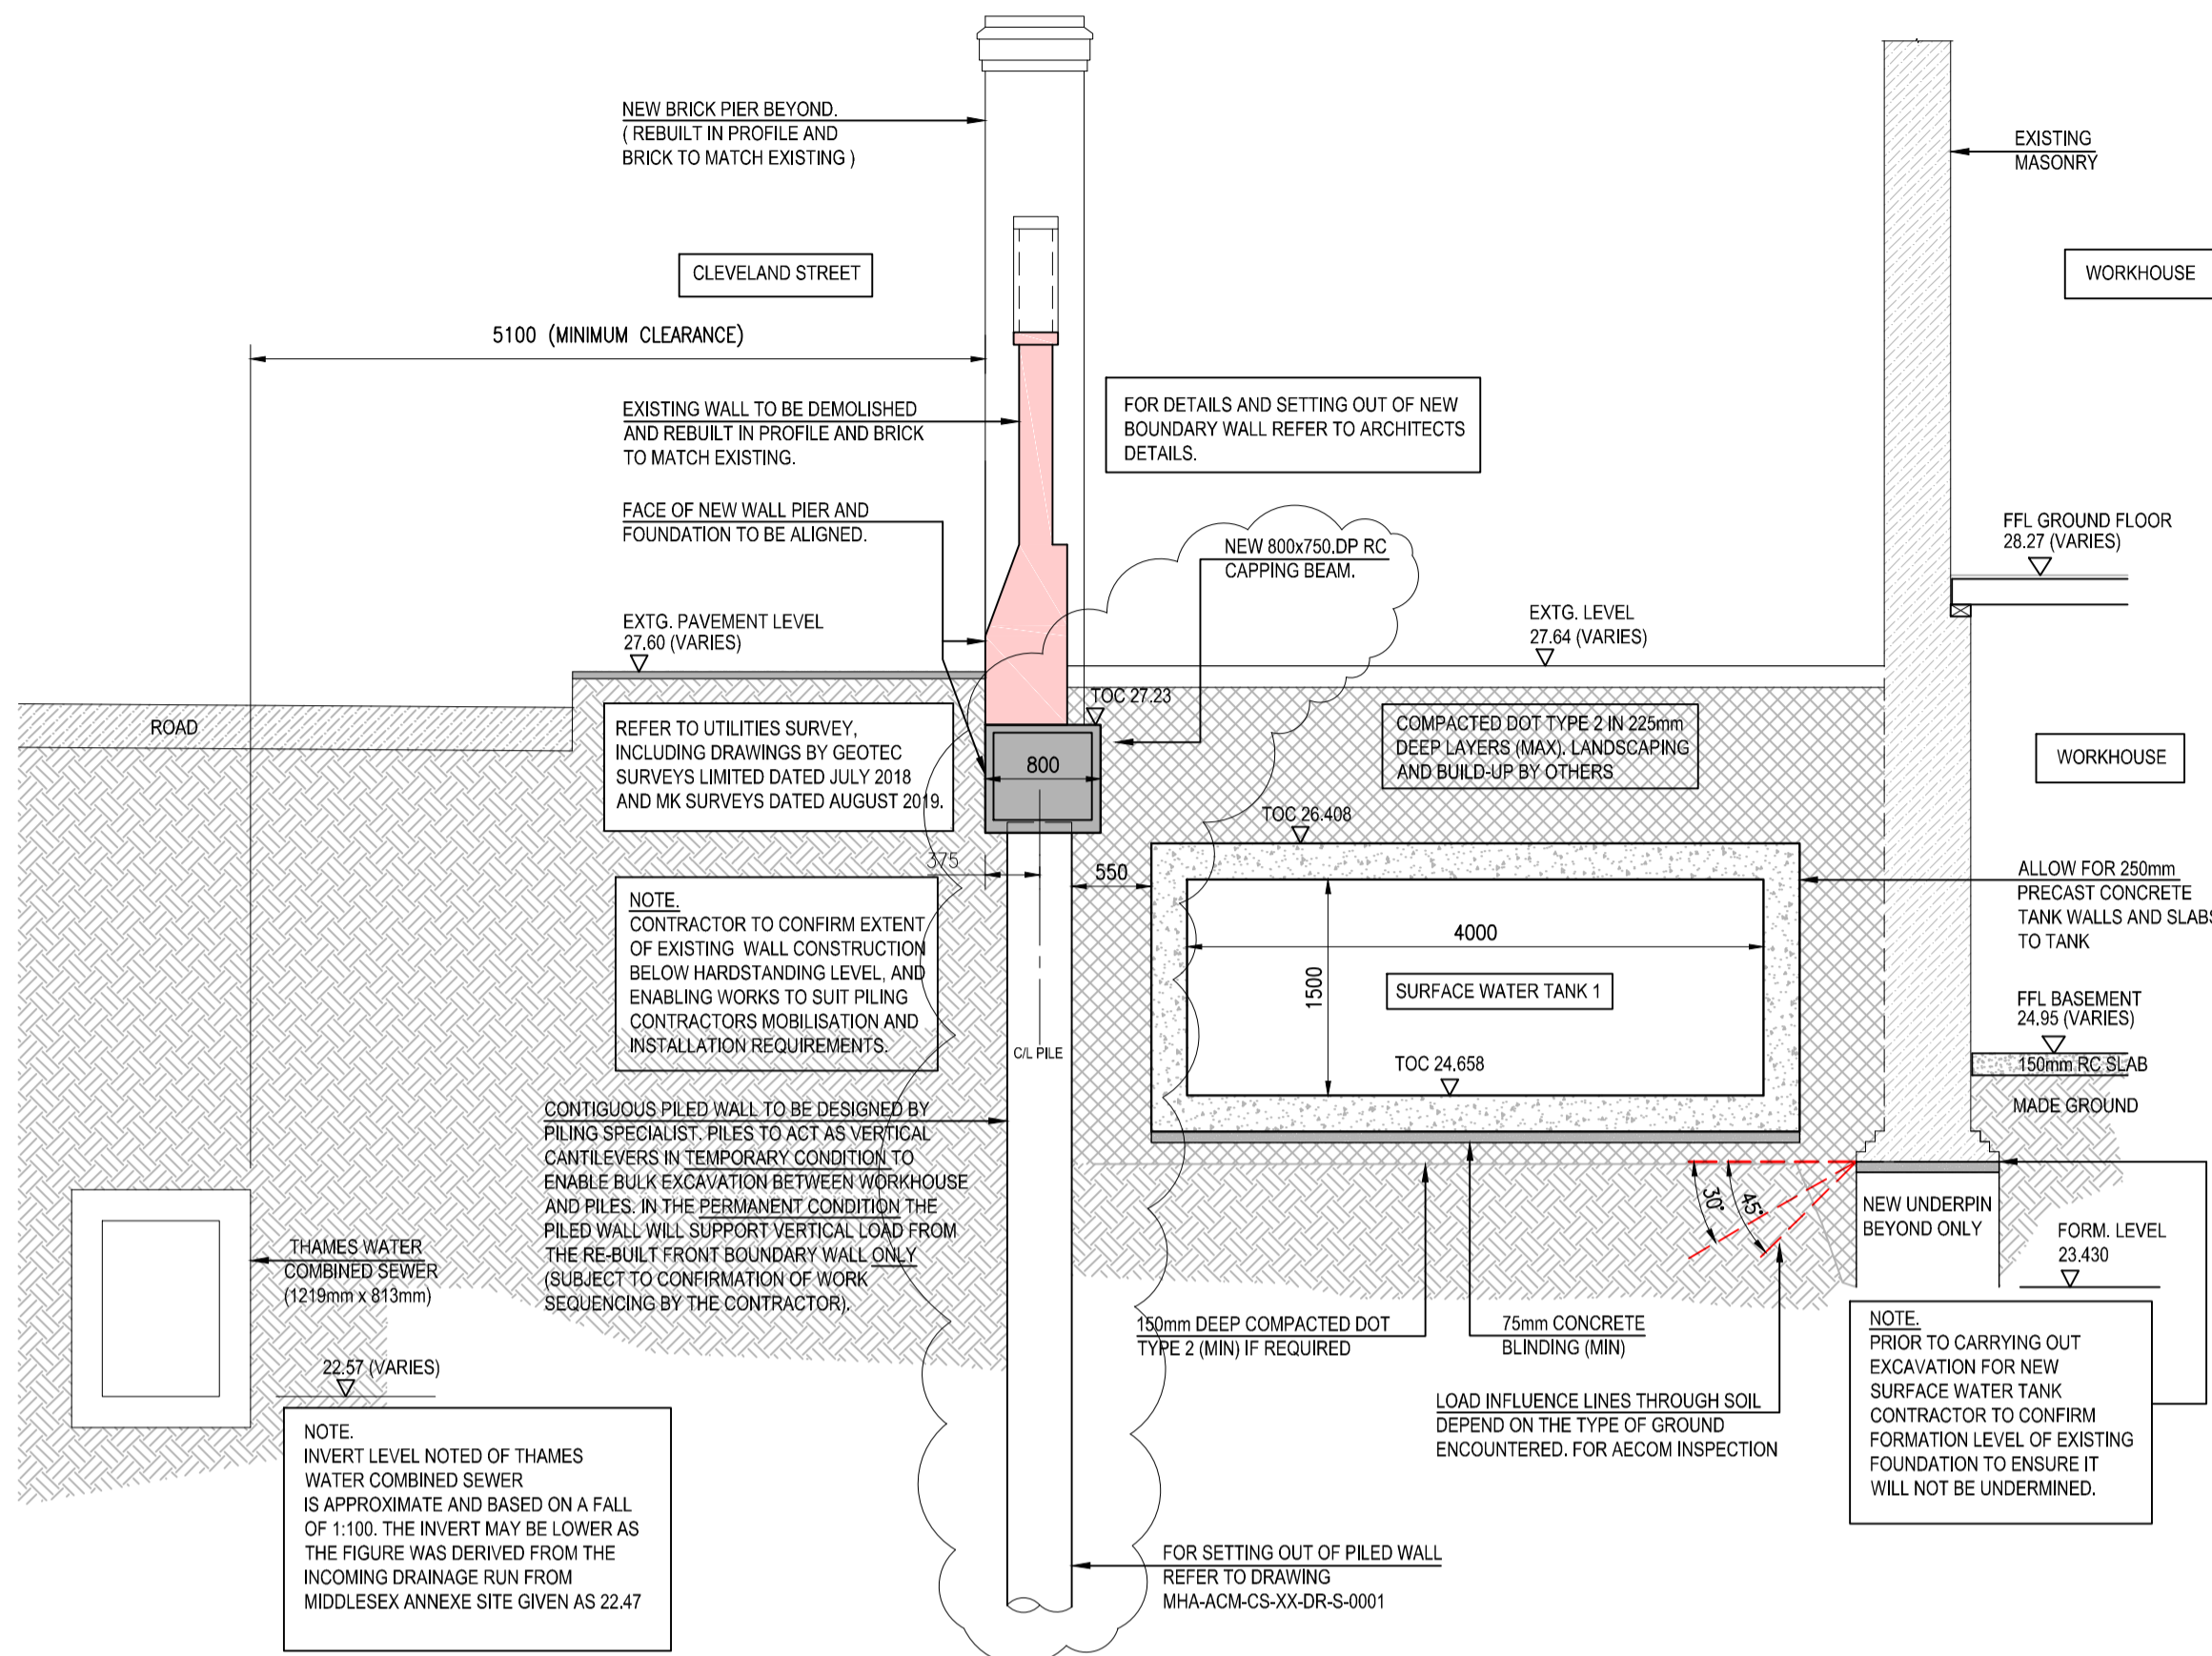 NEW BRICK PIER BEYOND.
( REBUILT IN PROFILE AND
BRICK TO MATCH EXISTING )
EXISTING
MASONRY
CLEVELAND STREET
WORKHOUSE
5100 (MINIMUM CLEARANCE)
EXISTING WALL TO BE DEMOLISHED
AND REBUILT IN PROFILE AND BRICK
TO MATCH EXISTING.
FOR DETAILS AND SETTING OUT OF NEW
BOUNDARY WALL REFER TO ARCHITECTS
DETAILS.
FACE OF NEW WALL PIER AND
FOUNDATION TO BE ALIGNED.
NEW 800x750.DP RC
CAPPING BEAM.
FFL GROUND FLOOR
28.27 (VARIES)
EXTG. PAVEMENT LEVEL
27.60 (VARIES)
EXTG. LEVEL
27.64 (VARIES)
TOC 27.23
ROAD
REFER TO UTILITIES SURVEY,
INCLUDING DRAWINGS BY GEOTEC
SURVEYS LIMITED DATED JULY 2018
AND MK SURVEYS DATED AUGUST 2019.
800
COMPACTED DOT TYPE 2 IN 225mm
DEEP LAYERS (MAX). LANDSCAPING
AND BUILD-UP BY OTHERS
WORKHOUSE
TOC 26.408
375
550
ALLOW FOR 250mm
PRECAST CONCRETE
TANK WALLS AND SLABS
TO TANK
NOTE.
CONTRACTOR TO CONFIRM EXTENT
OF EXISTING WALL CONSTRUCTION
BELOW HARDSTANDING LEVEL, AND
ENABLING WORKS TO SUIT PILING
CONTRACTORS MOBILISATION AND
INSTALLATION REQUIREMENTS.
4000
1500
SURFACE WATER TANK 1
FFL BASEMENT
24.95 (VARIES)
C/L PILE
TOC 24.658
150mm RC SLAB
MADE GROUND
CONTIGUOUS PILED WALL TO BE DESIGNED BY
PILING SPECIALIST. PILES TO ACT AS VERTICAL
CANTILEVERS IN TEMPORARY CONDITION TO
ENABLE BULK EXCAVATION BETWEEN WORKHOUSE
AND PILES. IN THE PERMANENT CONDITION THE
PILED WALL WILL SUPPORT VERTICAL LOAD FROM
THE RE-BUILT FRONT BOUNDARY WALL ONLY
(SUBJECT TO CONFIRMATION OF WORK
SEQUENCING BY THE CONTRACTOR).
30°
45°
NEW UNDERPIN
BEYOND ONLY
FORM. LEVEL
23.430
THAMES WATER
COMBINED SEWER
(1219mm x 813mm)
22.57 (VARIES)
150mm DEEP COMPACTED DOT
TYPE 2 (MIN) IF REQUIRED
75mm CONCRETE
BLINDING (MIN)
LOAD INFLUENCE LINES THROUGH SOIL
DEPEND ON THE TYPE OF GROUND
ENCOUNTERED. FOR AECOM INSPECTION
NOTE.
PRIOR TO CARRYING OUT
EXCAVATION FOR NEW
SURFACE WATER TANK
CONTRACTOR TO CONFIRM
FORMATION LEVEL OF EXISTING
FOUNDATION TO ENSURE IT
WILL NOT BE UNDERMINED.
NOTE.
INVERT LEVEL NOTED OF THAMES
WATER COMBINED SEWER
IS APPROXIMATE AND BASED ON A FALL
OF 1:100. THE INVERT MAY BE LOWER AS
THE FIGURE WAS DERIVED FROM THE
INCOMING DRAINAGE RUN FROM
MIDDLESEX ANNEXE SITE GIVEN AS 22.47
FOR SETTING OUT OF PILED WALL
REFER TO DRAWING
MHA-ACM-CS-XX-DR-S-0001